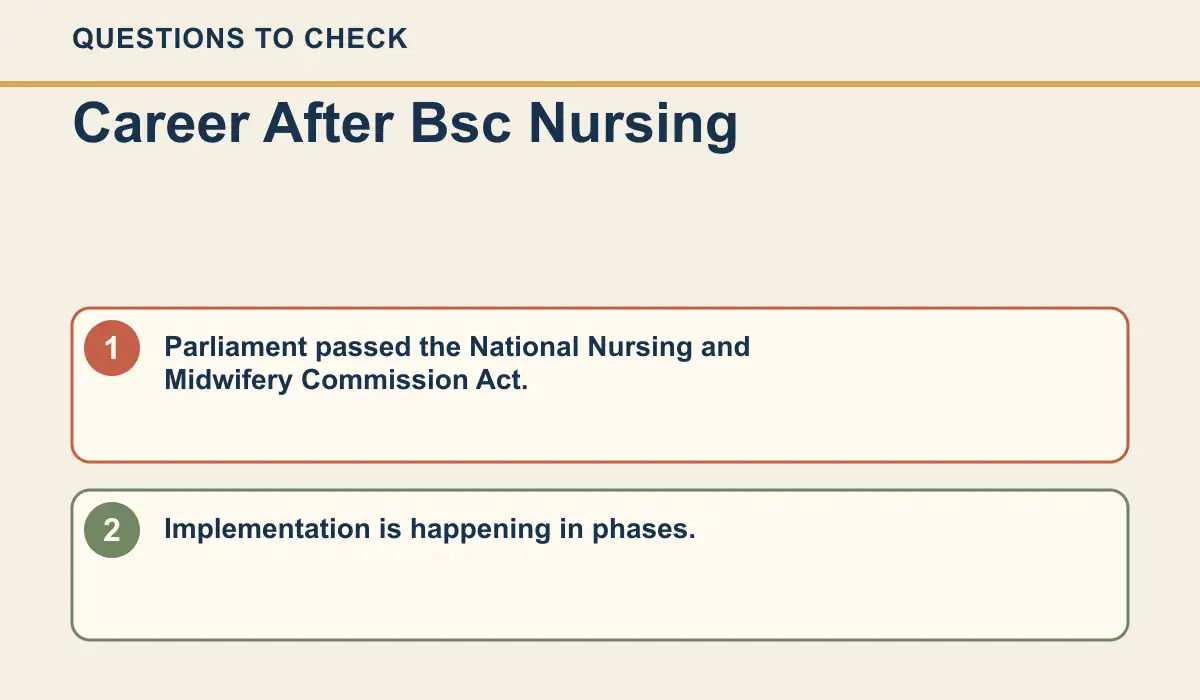 QUESTIONS TO CHECK
Career After Bsc Nursing
1
Parliament passed the National Nursing and
Midwifery Commission Act.
2
Implementation is happening in phases.